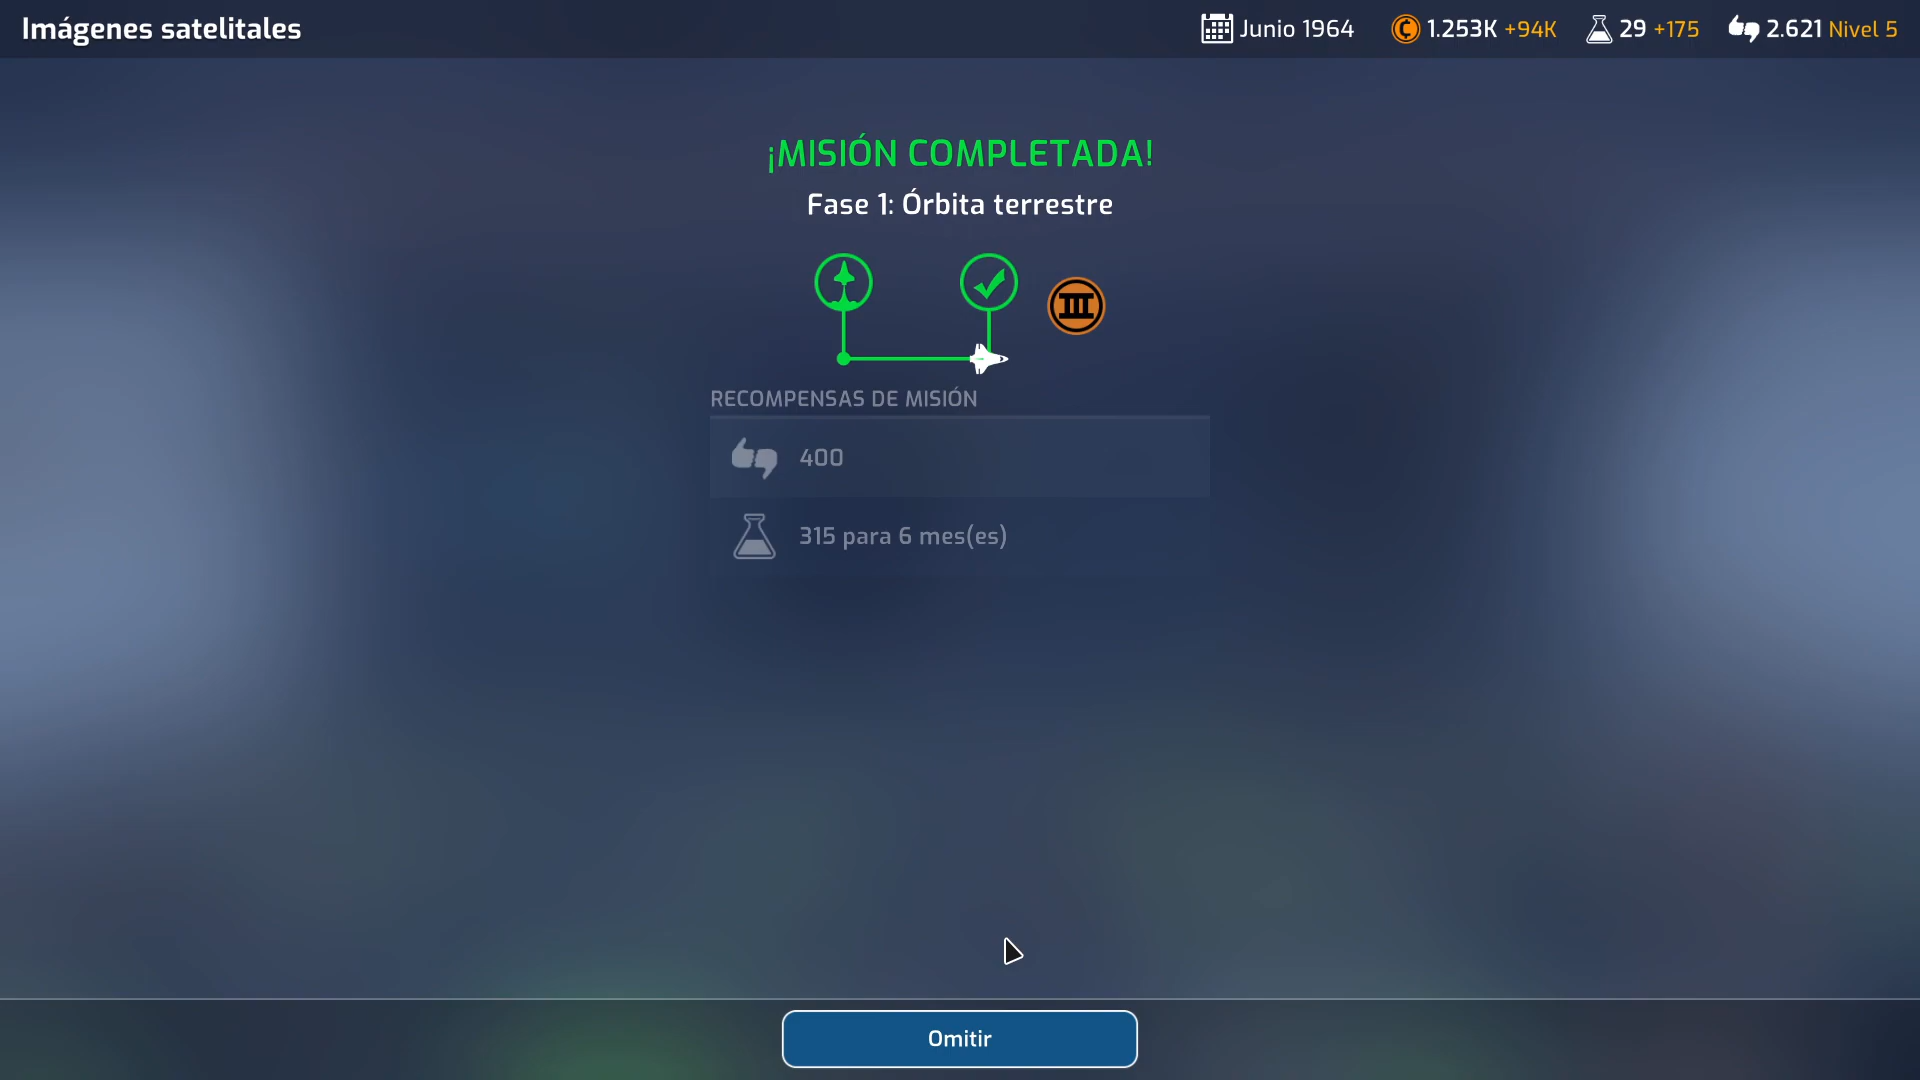 Imágenes satelitales
Junio 1964
1.253K +94K
29 +175
2.621 Nivel 5
¡MISIÓN COMPLETADA!
Fase 1: Órbita terrestre
III
RECOMPENSAS DE MISIÓN
400
315 para 6 mes(es)
Omitir